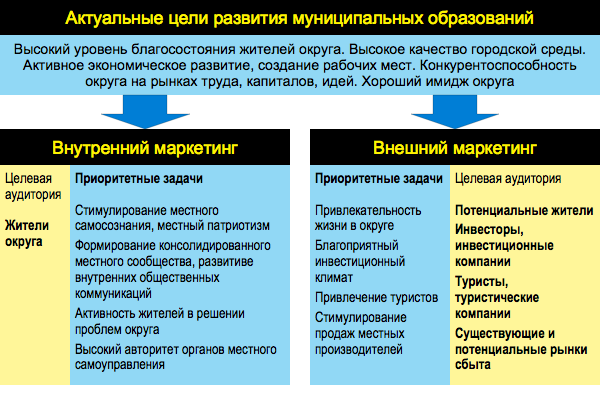 Актуальные цели развития муниципальных образований
Высокий уровень благосостояния жителей округа. Высокое качество городской среды.
Активное экономическое развитие, создание рабочих мест. Конкурентоспособность
округа на рынках труда, капиталов, идей. Хороший имидж округа
Внутренний маркетинг
Целевая
аудитория
Жители
округа
Приоритетные задачи
Стимулирование местного
самосознания, местный патриотизм
Формирование консолидированного
местного сообщества, развитиве
внутренних общественных
коммуникаций
Активность жителей в решении
проблем округа
Высокий авторитет органов местного
самоуправления
Внешний маркетинг
Приоритетные задачи
Привлекательность
жизни в округе
Благоприятный
инвестиционный
климат
Привлечение туристов
Стимулирование
продаж местных
производителей
Целевая аудитория
Потенциальные жители
Инвесторы,
инвестиционные
компании
Туристы,
туристические
компании
Существующие и
потенциальные рынки
сбыта